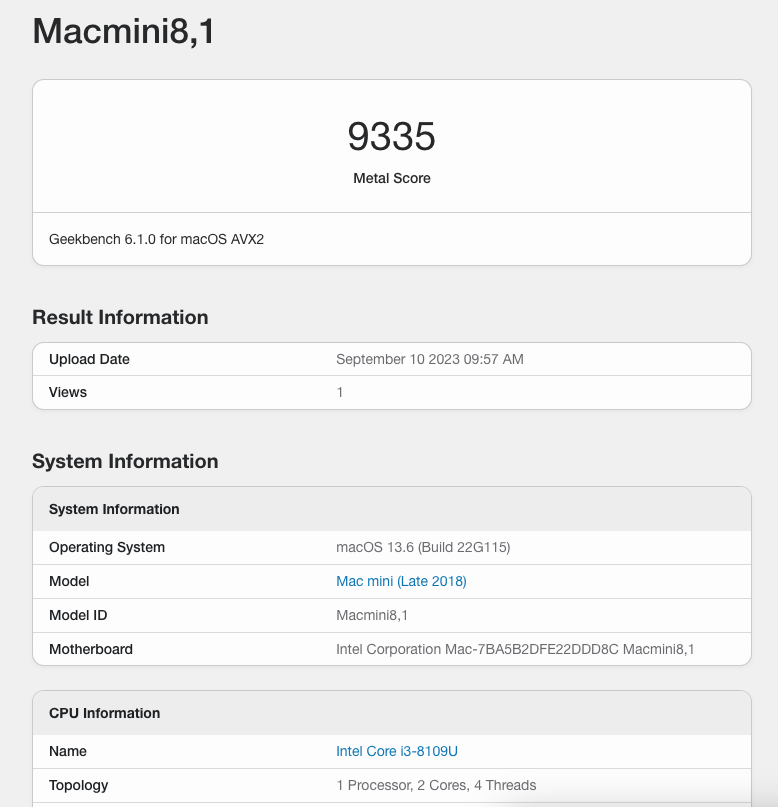 Macmini8,1
9335
Metal Score
Geekbench 6.1.0 for macOS AVX2
Result Information
Upload Date September 10 2023 09:57 AM
Views 1
System Information
System Information
Operating System macOS 13.6 (Build 22G115)
Model Mac mini (Late 2018)
Model ID Macmini8,1
Motherboard Intel Corporation Mac-7BA5B2DFE22DDD8C Macmini8,1
CPU Information
Name Intel Core i3-8109U
Topology 1 Processor, 2 Cores, 4 Threads